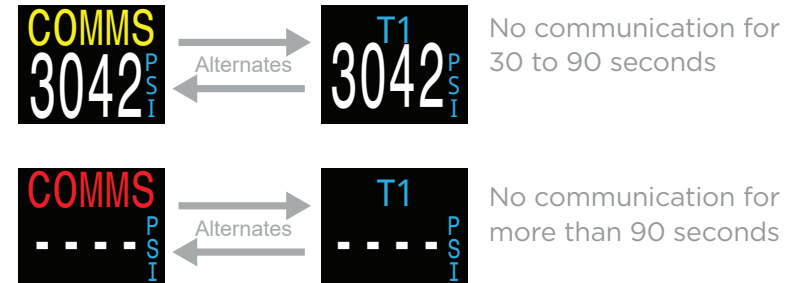 COMMS
3042 PSI
Alternates
T1
3042 PSI
No communication for
30 to 90 seconds
COMMS
---- PSI
Alternates
T1
---- PSI
No communication for
more than 90 seconds